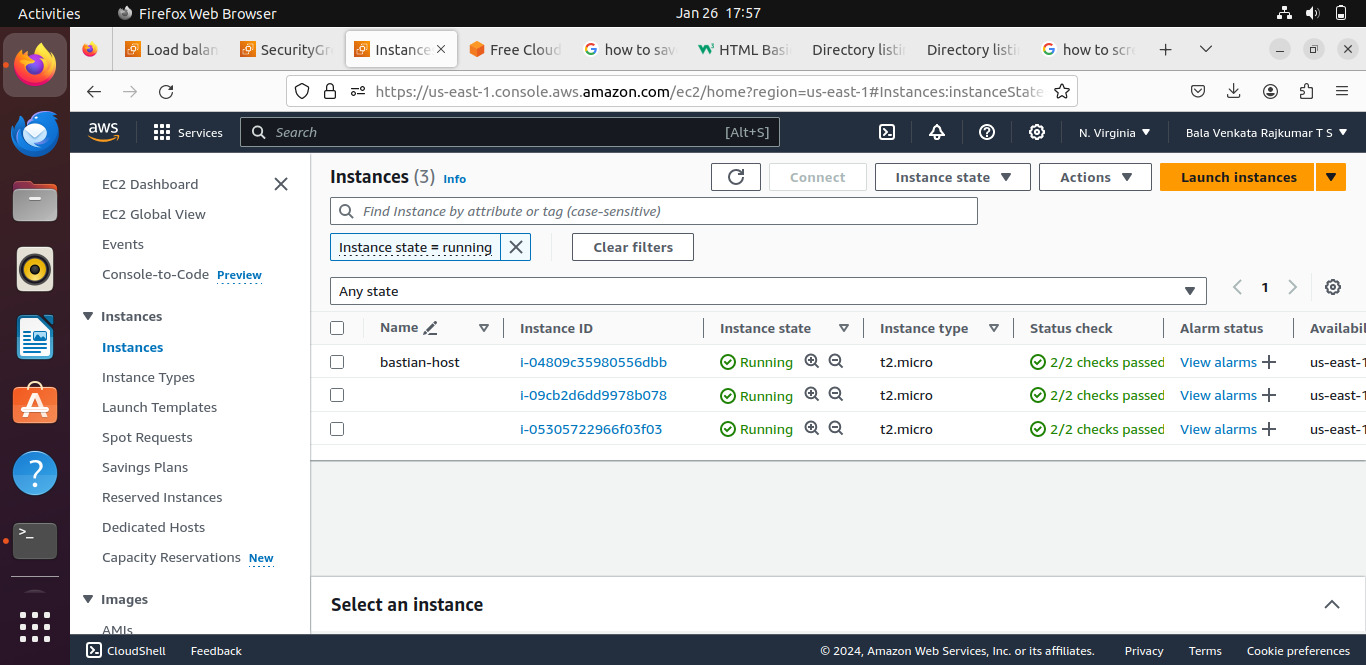 Activities Firefox Web Browser Jan 26 17:57
Load balan SecurityGr Instance Free Cloud how to sav HTML Basi Directory listi Directory listi how to scr
https://us-east-1.console.aws.amazon.com/ec2/home?region=us-east-1#Instances:instanceState
aws Services Search [Alt+S] N. Virginia Bala Venkata Rajkumar T S
EC2 Dashboard
EC2 Global View
Events
Console-to-Code Preview
Instances
Instances
Instance Types
Launch Templates
Spot Requests
Savings Plans
Reserved Instances
Dedicated Hosts
Capacity Reservations New
Images
AMIs
Instances (3) Info Connect Instance state Actions Launch instances
Find Instance by attribute or tag (case-sensitive)
Instance state = running Clear filters
Any state 1
Name Instance ID Instance state Instance type Status check Alarm status Availabil
bastian-host i-04809c35980556dbb Running t2.micro 2/2 checks passed View alarms us-east-1
i-09cb2d6dd9978b078 Running t2.micro 2/2 checks passed View alarms us-east-1
i-05305722966f03f03 Running t2.micro 2/2 checks passed View alarms us-east-1
Select an instance
CloudShell Feedback © 2024, Amazon Web Services, Inc. or its affiliates. Privacy Terms Cookie preferences